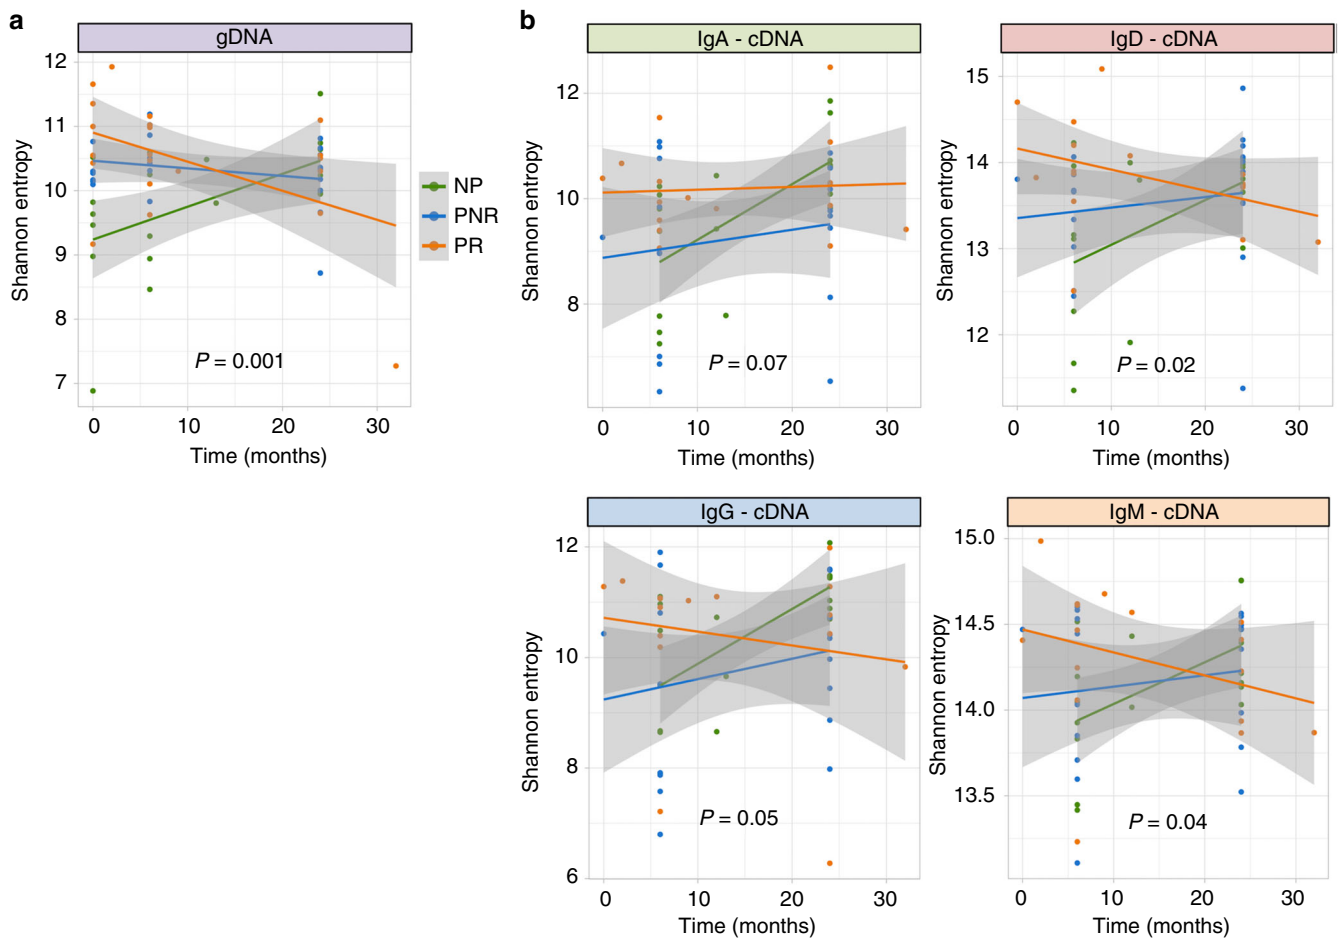 a
gDNA
12
11
10
9
8
7
Shannon entropy
P = 0.001
0
10
20
30
Time (months)
NP
PNR
PR
b
IgA - cDNA
12
10
8
Shannon entropy
P = 0.07
0
10
20
30
Time (months)
IgD - cDNA
15
14
13
12
Shannon entropy
P = 0.02
0
10
20
30
Time (months)
IgG - cDNA
12
10
8
6
Shannon entropy
P = 0.05
0
10
20
30
Time (months)
IgM - cDNA
15.0
14.5
14.0
13.5
Shannon entropy
P = 0.04
0
10
20
30
Time (months)